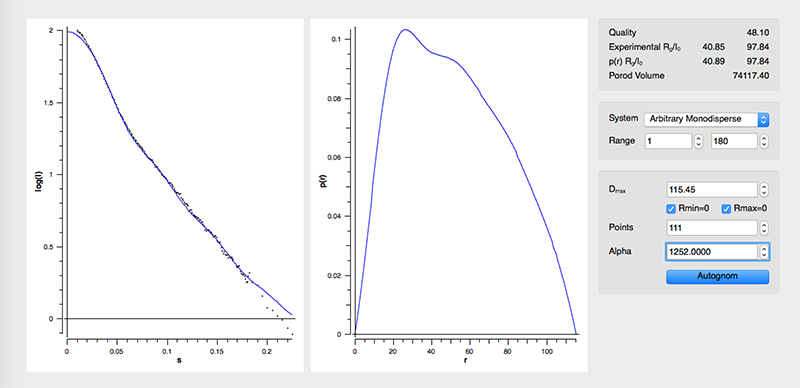 2
1.5
1
0.5
0
log(I)
0 0.05 0.1 0.15 0.2
s
0.1
0.08
0.06
0.04
0.02
0
p(r)
0 20 40 60 80 100
r
Quality 48.10
Experimental Rg/I0 40.85 97.84
p(r) Rg/I0 40.89 97.84
Porod Volume 74117.40
System Arbitrary Monodisperse
Range 1 180
Dmax 115.45
Rmin=0 Rmax=0
Points 111
Alpha 1252.0000
Autognom